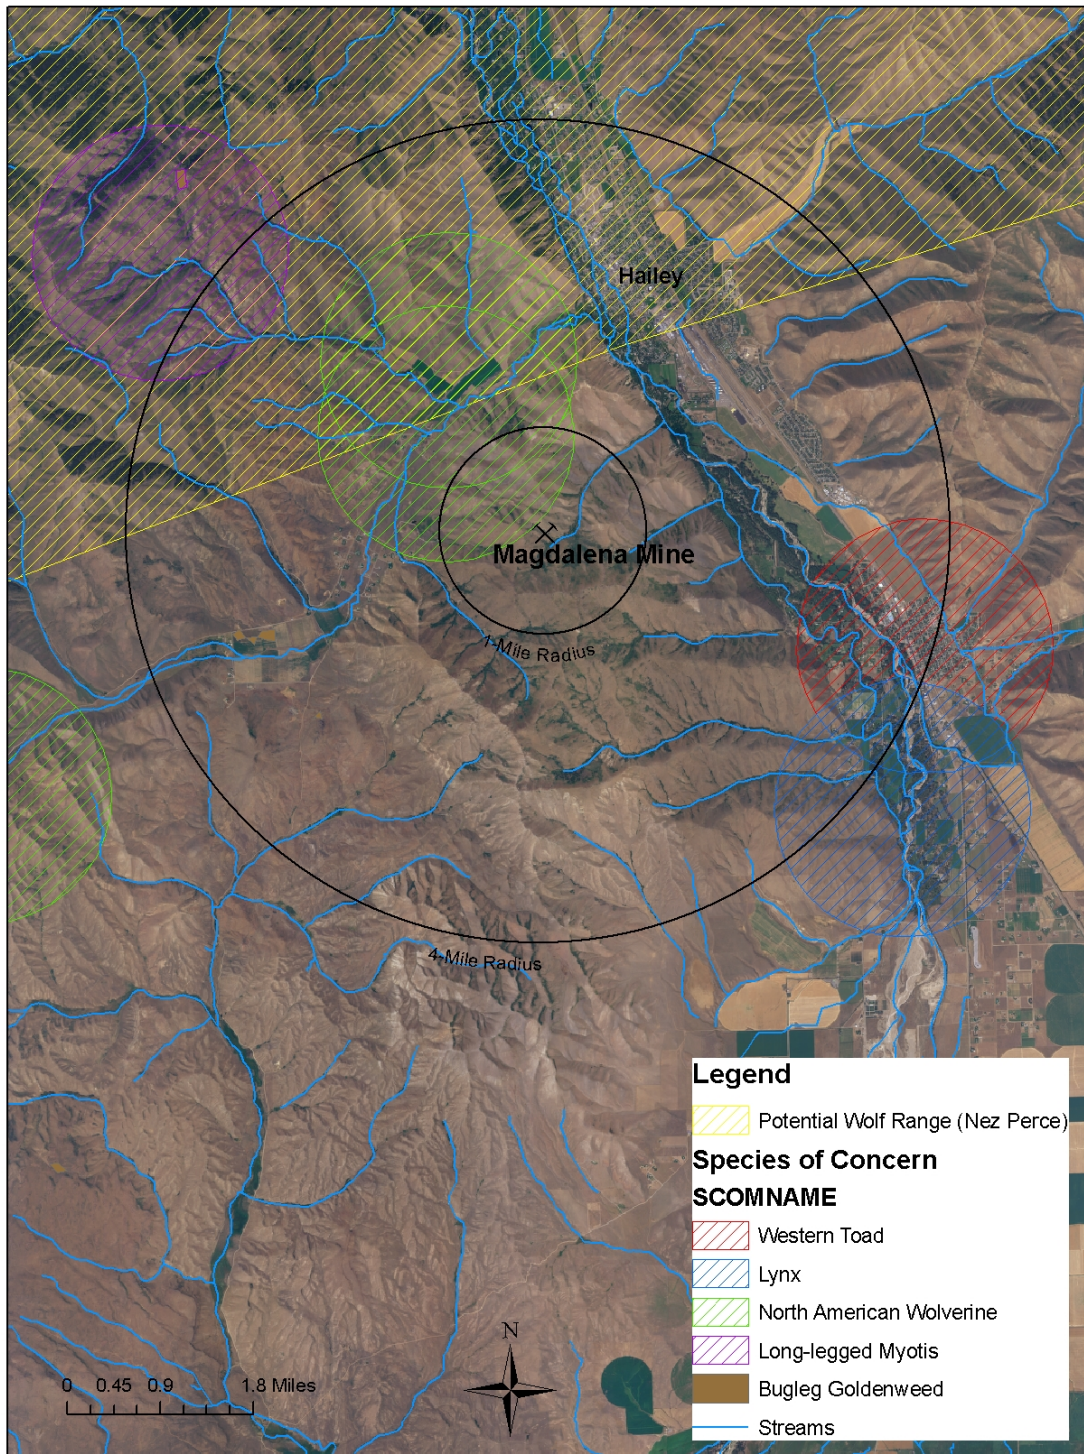 Hailey
Magdalena Mine
1-Mile Radius
4-Mile Radius
Legend
Potential Wolf Range (Nez Perce)
Species of Concern
SCOMNAME
Western Toad
Lynx
North American Wolverine
Long-legged Myotis
Bugleg Goldenweed
Streams
N
0 0.45 0.9 1.8 Miles